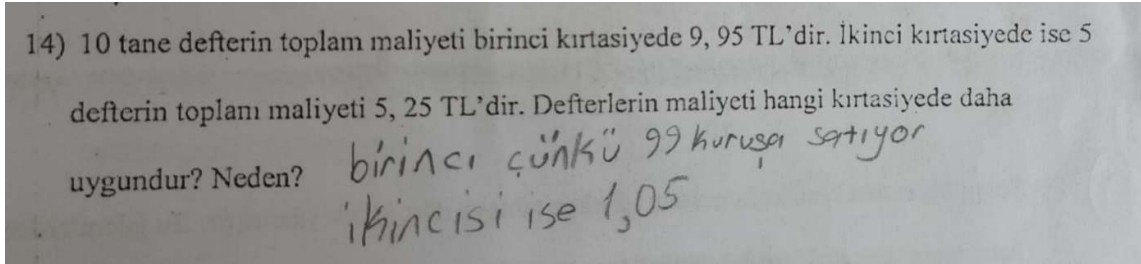 14) 10 tane defterin toplam maliyeti birinci kırtasiyede 9, 95 TL'dir. İkinci kırtasiyede ise 5
defterin toplam maliyeti 5, 25 TL'dir. Defterlerin maliyeti hangi kırtasiyede daha
uygundur? Neden? birinci çünkü 99 kuruşa satıyor
ikincisi ise 1,05